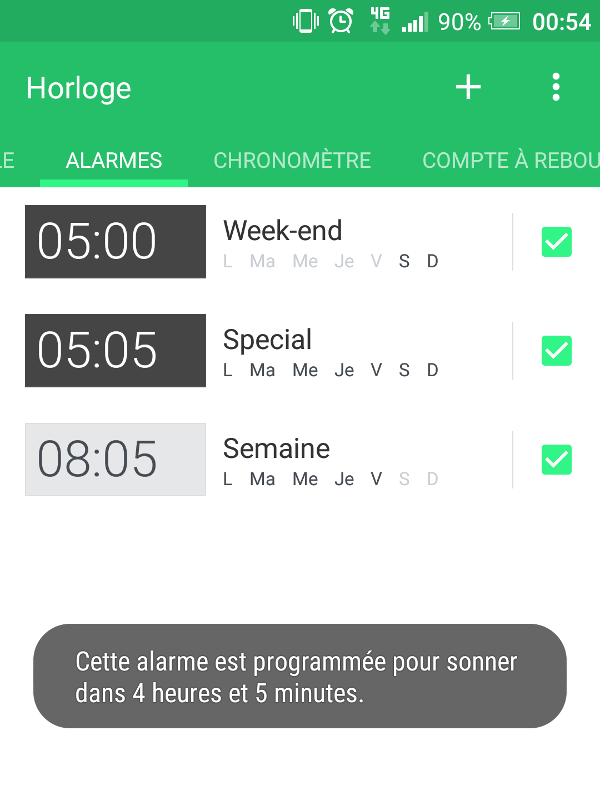 4G 90% 00:54
Horloge
LE ALARMES CHRONOMÈTRE COMPTE À REBOU
05:00 Week-end
L Ma Me Je V S D
05:05 Special
L Ma Me Je V S D
08:05 Semaine
L Ma Me Je V S D
Cette alarme est programmée pour sonner
dans 4 heures et 5 minutes.